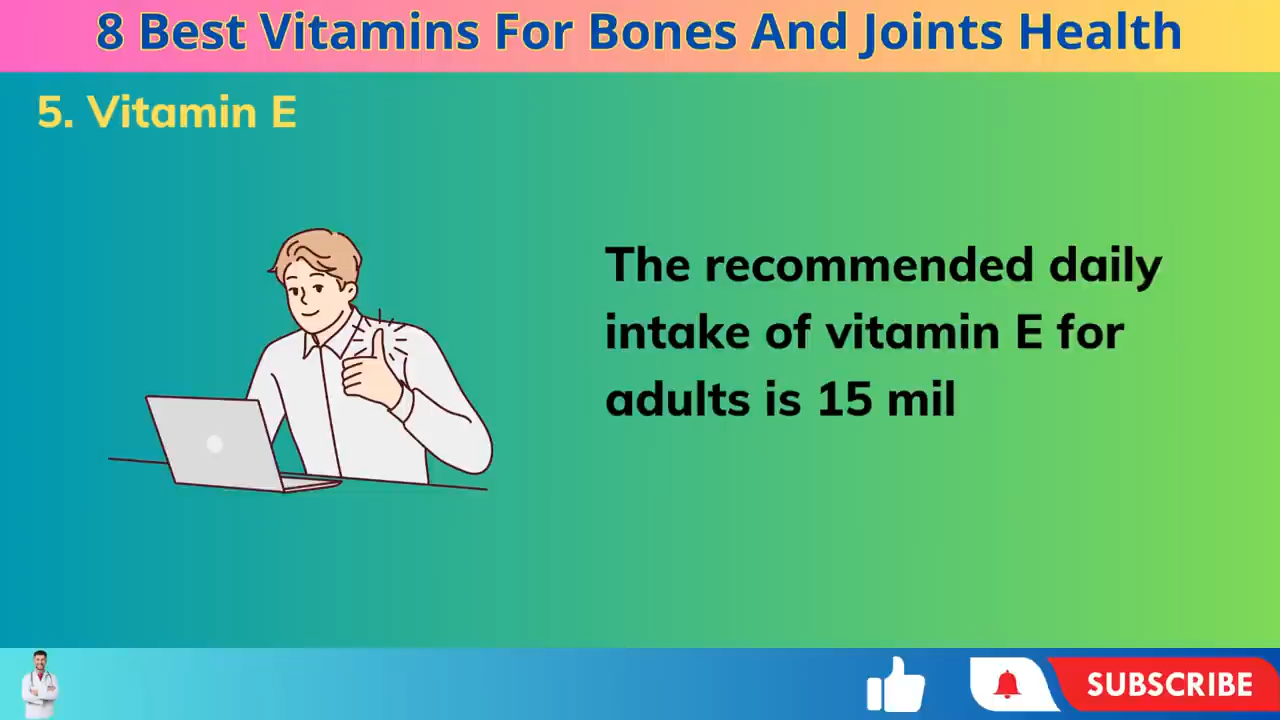 8 Best Vitamins For Bones And Joints Health
5. Vitamin E
The recommended daily
intake of vitamin E for
adults is 15 mil
SUBSCRIBE